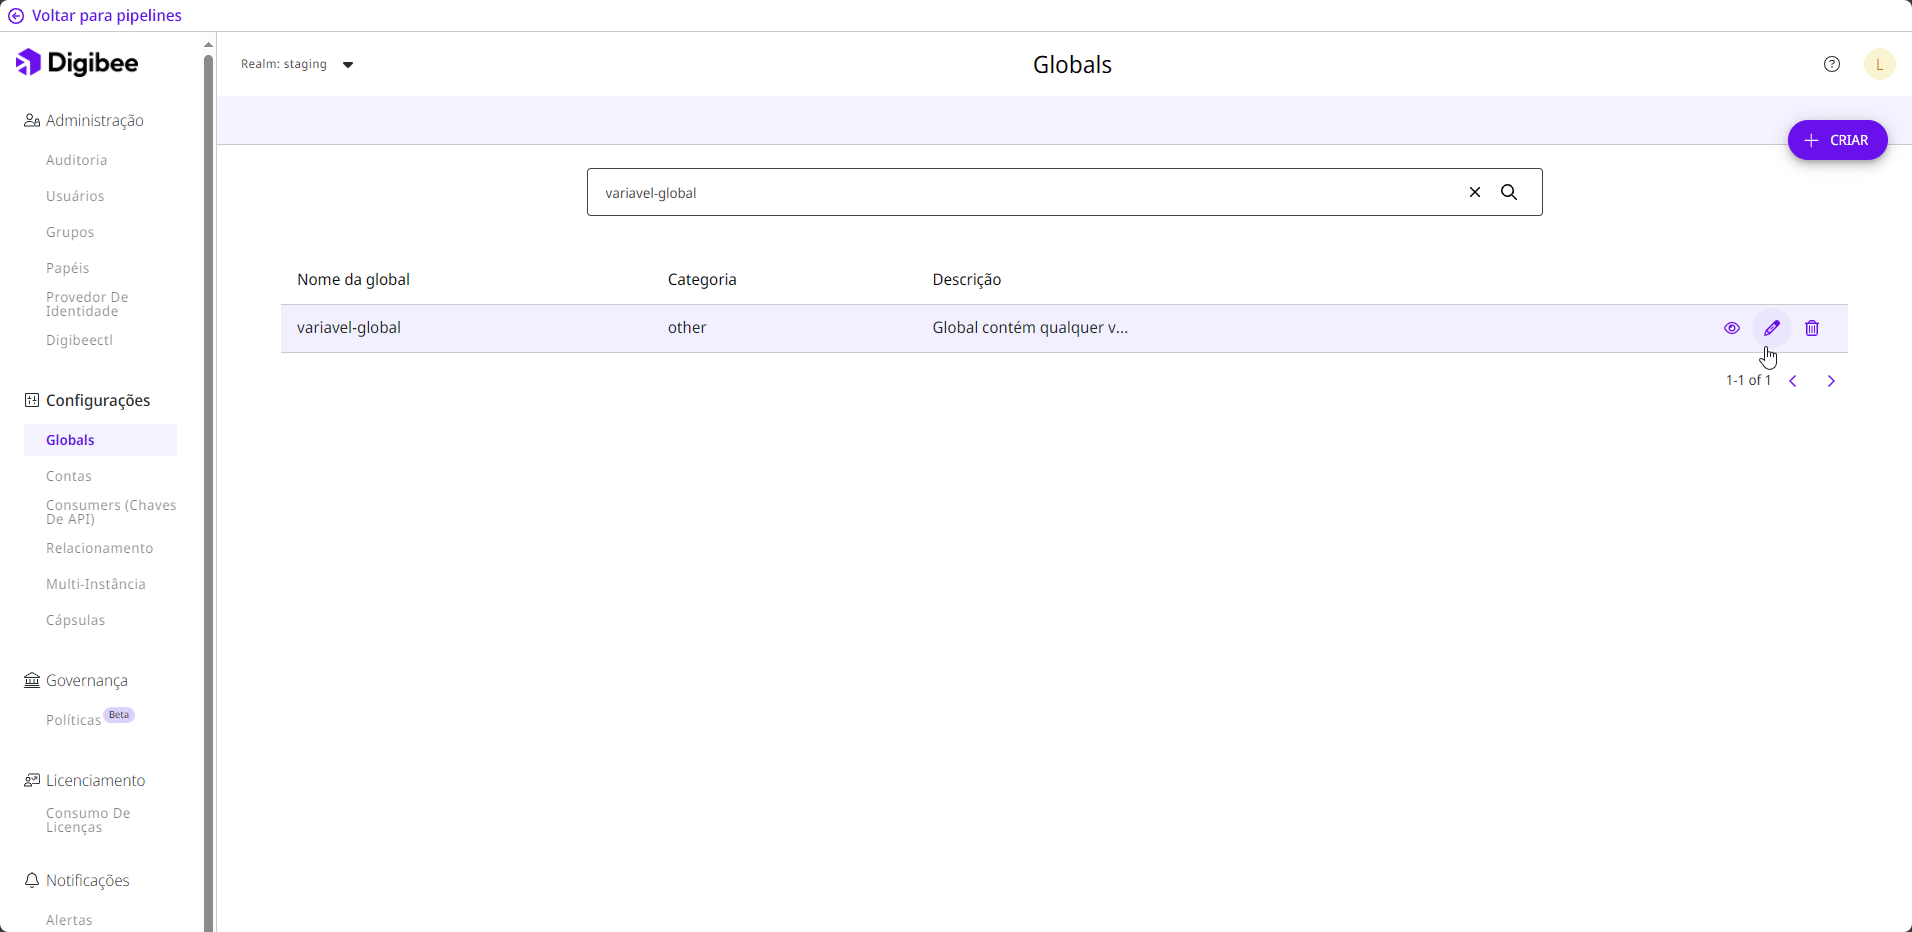 Voltar para pipelines
Digibee
Realm: staging
Globals
L
Administração
Auditoria
Usuários
Grupos
Papéis
Provedor De
Identidade
Digibeectl
Configurações
Globals
Contas
Consumers (Chaves
De API)
Relacionamento
Multi-Instância
Cápsulas
Governança
Políticas Beta
Licenciamento
Consumo De
Licenças
Notificações
Alertas
CRIAR
variavel-global
Nome da global Categoria Descrição
variavel-global other Global contém qualquer v...
1-1 of 1